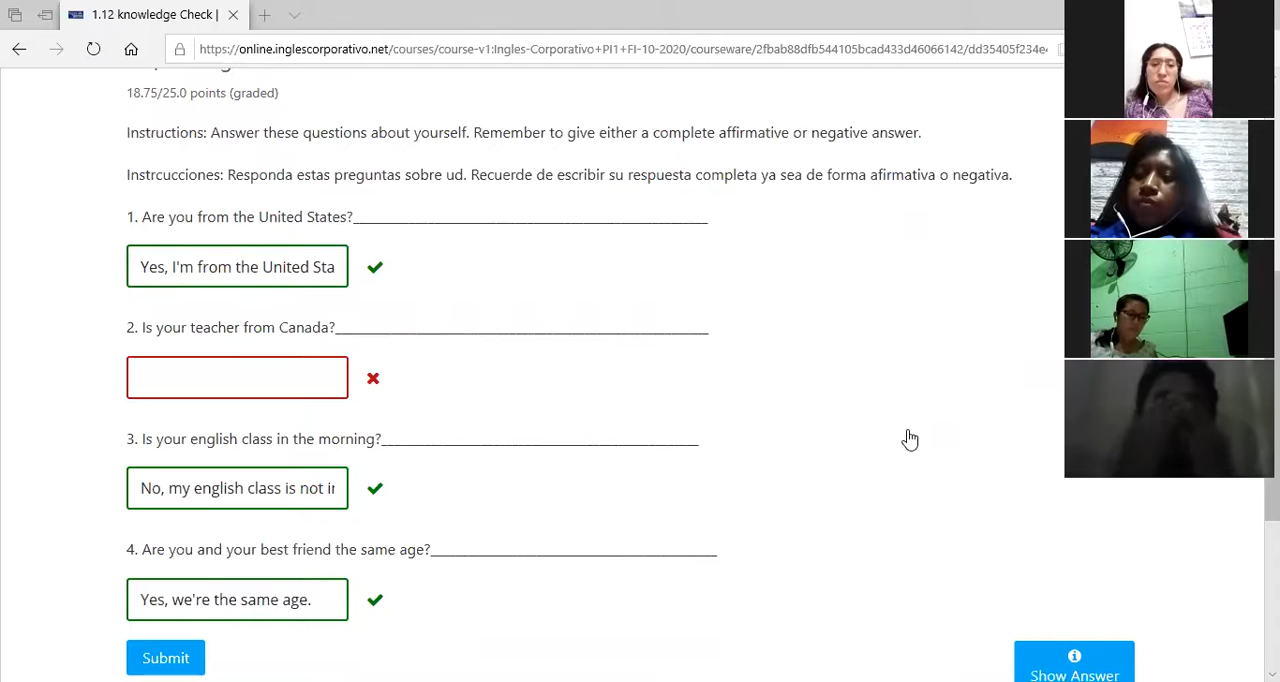 1.12 knowledge Check |
https://online.inglescorporativo.net/courses/course-v1:Ingles-Corporativo+PI1+FI-10-2020/courseware/2fbab88dfb544105bcad433d46066142/dd35405f234e
18.75/25.0 points (graded)
Instructions: Answer these questions about yourself. Remember to give either a complete affirmative or negative answer.
Instrucciones: Responda estas preguntas sobre ud. Recuerde de escribir su respuesta completa ya sea de forma afirmativa o negativa.
1. Are you from the United States?
Yes, I'm from the United Sta
2. Is your teacher from Canada?
3. Is your english class in the morning?
No, my english class is not in
4. Are you and your best friend the same age?
Yes, we're the same age.
Submit
Show Answer